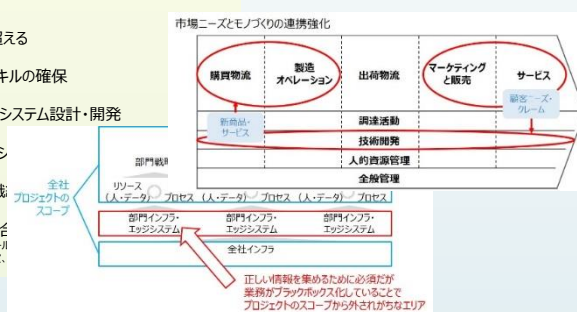 超える
キルの確保
システム設計・開発
市場ニーズとモノづくりの連携強化
購買物流
製造
オペレーション
出荷物流
マーケティング
と販売
サービス
新商品・
サービス
顧客ニーズ・
クレーム
調達活動
技術開発
人的資源管理
全般管理
全社
プロジェクトの
スコープ
部門戦略
リソース
(人・データ) プロセス (人・データ) プロセス (人・データ) プロセス
部門インフラ・
エッジシステム
部門インフラ・
エッジシステム
部門インフラ・
エッジシステム
全社インフラ
正しい情報を集めるために必須だが
業務がブラックボックス化していることで
プロジェクトのスコープから外されがちなエリア